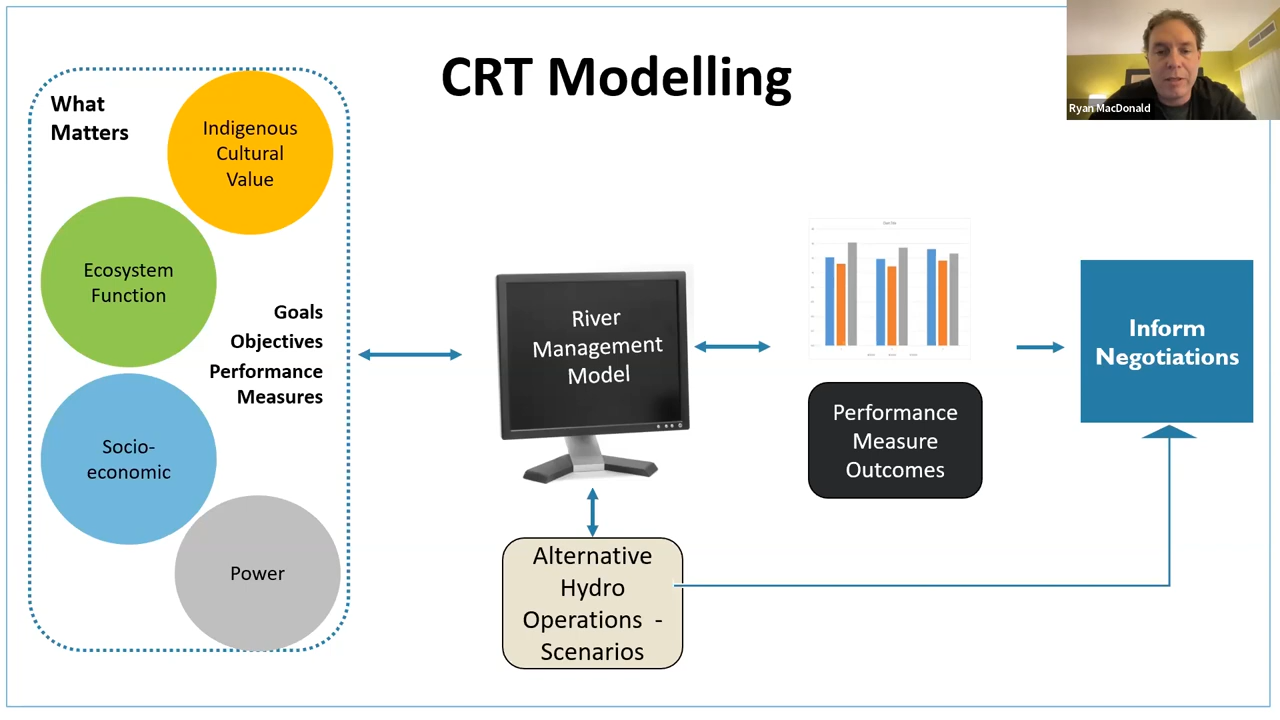 CRT Modelling
Ryan MacDonald
What
Matters
Indigenous
Cultural
Value
Ecosystem
Function
Goals
Objectives
Performance
Measures
Socio-
economic
Power
River
Management
Model
Alternative
Hydro
Operations -
Scenarios
Performance
Measure
Outcomes
Inform
Negotiations